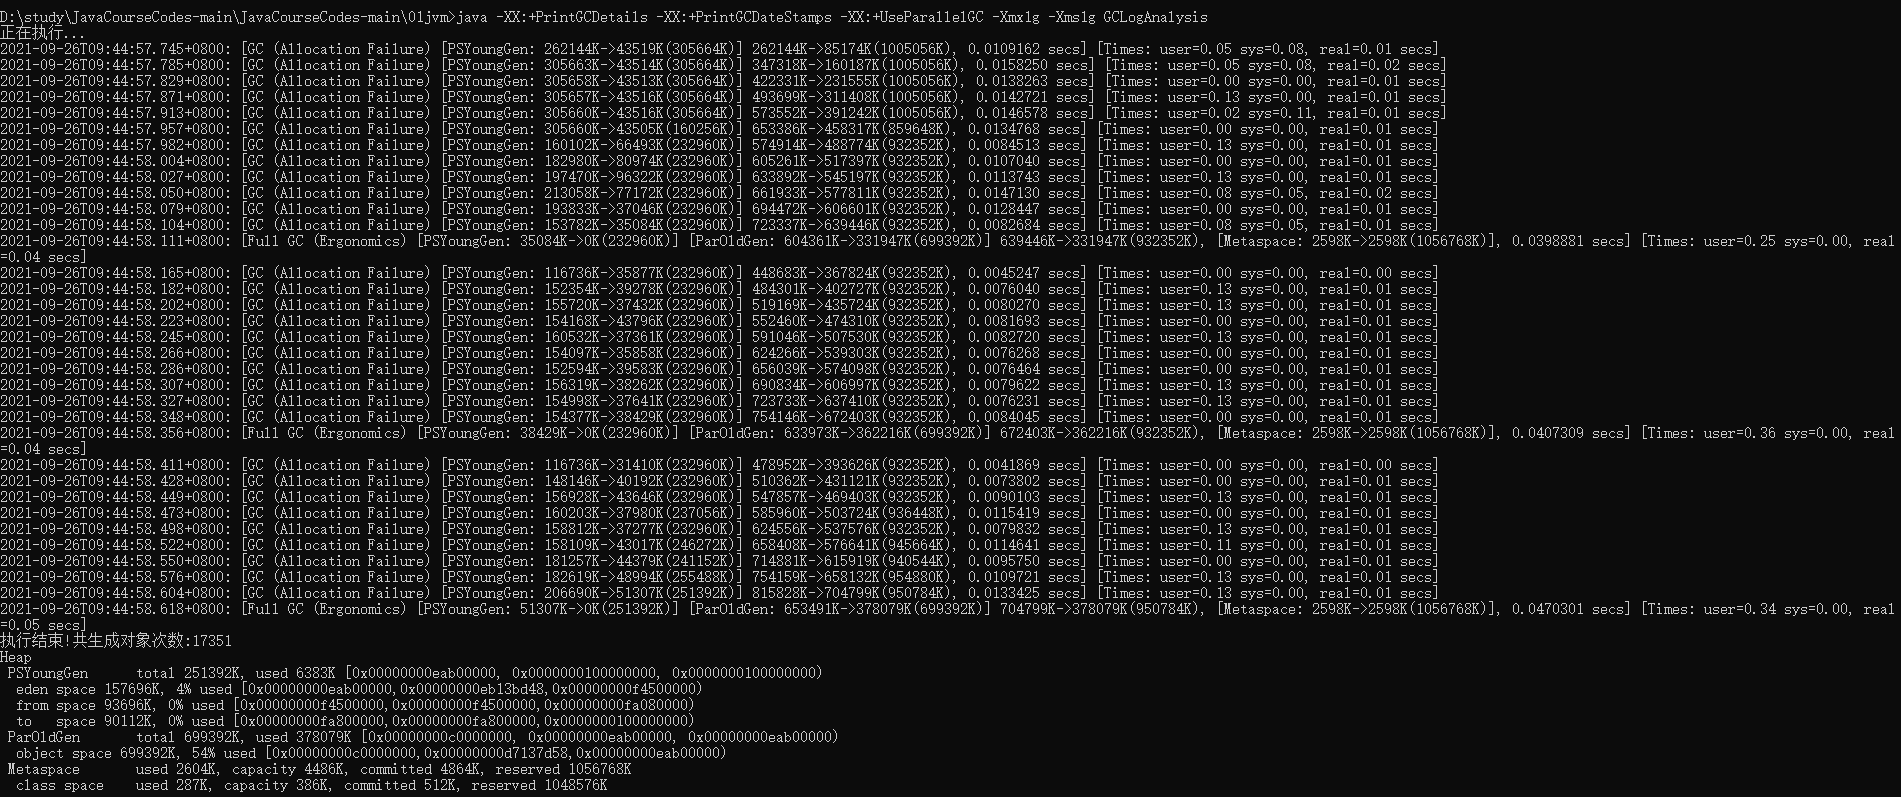 D:\study\JavaCourseCodes-main\JavaCourseCodes-main\01jvm>java -XX:+PrintGCDetails -XX:+PrintGCDateStamps -XX:+UseParallelGC -Xmx1g -Xms1g GCLogAnalysis
正在执行...
2021-09-26T09:44:57.745+0800: [GC (Allocation Failure) [PSYoungGen: 262144K->43519K(305664K)] 262144K->85174K(1005056K), 0.0109162 secs] [Times: user=0.05 sys=0.08, real=0.01 secs]
2021-09-26T09:44:57.785+0800: [GC (Allocation Failure) [PSYoungGen: 305663K->43514K(305664K)] 347318K->160187K(1005056K), 0.0158250 secs] [Times: user=0.05 sys=0.08, real=0.02 secs]
2021-09-26T09:44:57.829+0800: [GC (Allocation Failure) [PSYoungGen: 305658K->43513K(305664K)] 422331K->231555K(1005056K), 0.0138263 secs] [Times: user=0.00 sys=0.00, real=0.01 secs]
2021-09-26T09:44:57.871+0800: [GC (Allocation Failure) [PSYoungGen: 305657K->43516K(305664K)] 493699K->311408K(1005056K), 0.0142721 secs] [Times: user=0.13 sys=0.00, real=0.01 secs]
2021-09-26T09:44:57.913+0800: [GC (Allocation Failure) [PSYoungGen: 305660K->43516K(305664K)] 573552K->391242K(1005056K), 0.0146578 secs] [Times: user=0.02 sys=0.11, real=0.01 secs]
2021-09-26T09:44:57.957+0800: [GC (Allocation Failure) [PSYoungGen: 305660K->43505K(160256K)] 653386K->458317K(859648K), 0.0134768 secs] [Times: user=0.00 sys=0.00, real=0.01 secs]
2021-09-26T09:44:57.982+0800: [GC (Allocation Failure) [PSYoungGen: 160102K->66493K(232960K)] 574914K->488774K(932352K), 0.0084513 secs] [Times: user=0.13 sys=0.00, real=0.01 secs]
2021-09-26T09:44:58.004+0800: [GC (Allocation Failure) [PSYoungGen: 182980K->80974K(232960K)] 605261K->517397K(932352K), 0.0107040 secs] [Times: user=0.00 sys=0.00, real=0.01 secs]
2021-09-26T09:44:58.027+0800: [GC (Allocation Failure) [PSYoungGen: 197470K->96322K(232960K)] 633892K->545197K(932352K), 0.0113743 secs] [Times: user=0.13 sys=0.00, real=0.01 secs]
2021-09-26T09:44:58.050+0800: [GC (Allocation Failure) [PSYoungGen: 213058K->77172K(232960K)] 661933K->577811K(932352K), 0.0147130 secs] [Times: user=0.08 sys=0.05, real=0.02 secs]
2021-09-26T09:44:58.079+0800: [GC (Allocation Failure) [PSYoungGen: 193833K->37046K(232960K)] 694472K->606601K(932352K), 0.0128447 secs] [Times: user=0.00 sys=0.00, real=0.01 secs]
2021-09-26T09:44:58.104+0800: [GC (Allocation Failure) [PSYoungGen: 153782K->35084K(232960K)] 723337K->639446K(932352K), 0.0082684 secs] [Times: user=0.08 sys=0.05, real=0.01 secs]
2021-09-26T09:44:58.111+0800: [Full GC (Ergonomics) [PSYoungGen: 35084K->0K(232960K)] [ParOldGen: 604361K->331947K(699392K)] 639446K->331947K(932352K), [Metaspace: 2598K->2598K(1056768K)], 0.0398881 secs] [Times: user=0.25 sys=0.00, real
=0.04 secs]
2021-09-26T09:44:58.165+0800: [GC (Allocation Failure) [PSYoungGen: 116736K->35877K(232960K)] 448683K->367824K(932352K), 0.0045247 secs] [Times: user=0.00 sys=0.00, real=0.00 secs]
2021-09-26T09:44:58.182+0800: [GC (Allocation Failure) [PSYoungGen: 152354K->39278K(232960K)] 484301K->402727K(932352K), 0.0076040 secs] [Times: user=0.13 sys=0.00, real=0.01 secs]
2021-09-26T09:44:58.202+0800: [GC (Allocation Failure) [PSYoungGen: 155720K->37432K(232960K)] 519169K->435724K(932352K), 0.0080270 secs] [Times: user=0.13 sys=0.00, real=0.01 secs]
2021-09-26T09:44:58.223+0800: [GC (Allocation Failure) [PSYoungGen: 154168K->43796K(232960K)] 552460K->474310K(932352K), 0.0081693 secs] [Times: user=0.00 sys=0.00, real=0.01 secs]
2021-09-26T09:44:58.245+0800: [GC (Allocation Failure) [PSYoungGen: 160532K->37361K(232960K)] 591046K->507530K(932352K), 0.0082720 secs] [Times: user=0.13 sys=0.00, real=0.01 secs]
2021-09-26T09:44:58.266+0800: [GC (Allocation Failure) [PSYoungGen: 154097K->35858K(232960K)] 624266K->539303K(932352K), 0.0076268 secs] [Times: user=0.00 sys=0.00, real=0.01 secs]
2021-09-26T09:44:58.286+0800: [GC (Allocation Failure) [PSYoungGen: 152594K->39583K(232960K)] 656039K->574098K(932352K), 0.0076464 secs] [Times: user=0.00 sys=0.00, real=0.01 secs]
2021-09-26T09:44:58.307+0800: [GC (Allocation Failure) [PSYoungGen: 156319K->38262K(232960K)] 690834K->606997K(932352K), 0.0079622 secs] [Times: user=0.13 sys=0.00, real=0.01 secs]
2021-09-26T09:44:58.327+0800: [GC (Allocation Failure) [PSYoungGen: 154998K->37641K(232960K)] 723733K->637410K(932352K), 0.0076231 secs] [Times: user=0.13 sys=0.00, real=0.01 secs]
2021-09-26T09:44:58.348+0800: [GC (Allocation Failure) [PSYoungGen: 154377K->38429K(232960K)] 754146K->672403K(932352K), 0.0084045 secs] [Times: user=0.00 sys=0.00, real=0.01 secs]
2021-09-26T09:44:58.356+0800: [Full GC (Ergonomics) [PSYoungGen: 38429K->0K(232960K)] [ParOldGen: 633973K->362216K(699392K)] 672403K->362216K(932352K), [Metaspace: 2598K->2598K(1056768K)], 0.0407309 secs] [Times: user=0.36 sys=0.00, real
=0.04 secs]
2021-09-26T09:44:58.411+0800: [GC (Allocation Failure) [PSYoungGen: 116736K->31410K(232960K)] 478952K->393626K(932352K), 0.0041869 secs] [Times: user=0.00 sys=0.00, real=0.00 secs]
2021-09-26T09:44:58.428+0800: [GC (Allocation Failure) [PSYoungGen: 148146K->40192K(232960K)] 510362K->431121K(932352K), 0.0073802 secs] [Times: user=0.00 sys=0.00, real=0.01 secs]
2021-09-26T09:44:58.449+0800: [GC (Allocation Failure) [PSYoungGen: 156928K->43646K(232960K)] 547857K->469403K(932352K), 0.0090103 secs] [Times: user=0.13 sys=0.00, real=0.01 secs]
2021-09-26T09:44:58.473+0800: [GC (Allocation Failure) [PSYoungGen: 160203K->37980K(237056K)] 585960K->503724K(936448K), 0.0115419 secs] [Times: user=0.00 sys=0.00, real=0.01 secs]
2021-09-26T09:44:58.498+0800: [GC (Allocation Failure) [PSYoungGen: 158812K->37277K(232960K)] 624556K->537576K(932352K), 0.0079832 secs] [Times: user=0.13 sys=0.00, real=0.01 secs]
2021-09-26T09:44:58.522+0800: [GC (Allocation Failure) [PSYoungGen: 158109K->43017K(246272K)] 658408K->576641K(945664K), 0.0114641 secs] [Times: user=0.11 sys=0.00, real=0.01 secs]
2021-09-26T09:44:58.550+0800: [GC (Allocation Failure) [PSYoungGen: 181257K->44379K(241152K)] 714881K->615919K(940544K), 0.0095750 secs] [Times: user=0.00 sys=0.00, real=0.01 secs]
2021-09-26T09:44:58.576+0800: [GC (Allocation Failure) [PSYoungGen: 182619K->48994K(255488K)] 754159K->658132K(954880K), 0.0109721 secs] [Times: user=0.13 sys=0.00, real=0.01 secs]
2021-09-26T09:44:58.604+0800: [GC (Allocation Failure) [PSYoungGen: 206690K->51307K(251392K)] 815828K->704799K(950784K), 0.0133425 secs] [Times: user=0.13 sys=0.00, real=0.01 secs]
2021-09-26T09:44:58.618+0800: [Full GC (Ergonomics) [PSYoungGen: 51307K->0K(251392K)] [ParOldGen: 653491K->378079K(699392K)] 704799K->378079K(950784K), [Metaspace: 2598K->2598K(1056768K)], 0.0470301 secs] [Times: user=0.34 sys=0.00, real
=0.05 secs]
执行结束!共生成对象次数:17351
Heap
 PSYoungGen      total 251392K, used 6383K [0x00000000eab00000, 0x0000000100000000, 0x0000000100000000)
  eden space 157696K, 4% used [0x00000000eab00000,0x00000000eb13bd48,0x00000000f4500000)
  from space 93696K, 0% used [0x00000000f4500000,0x00000000f4500000,0x00000000fa080000)
  to   space 90112K, 0% used [0x00000000fa800000,0x00000000fa800000,0x0000000100000000)
 ParOldGen       total 699392K, used 378079K [0x00000000c0000000, 0x00000000eab00000, 0x00000000eab00000)
  object space 699392K, 54% used [0x00000000c0000000,0x00000000d7137d58,0x00000000eab00000)
 Metaspace       used 2604K, capacity 4486K, committed 4864K, reserved 1056768K
  class space    used 287K, capacity 386K, committed 512K, reserved 1048576K